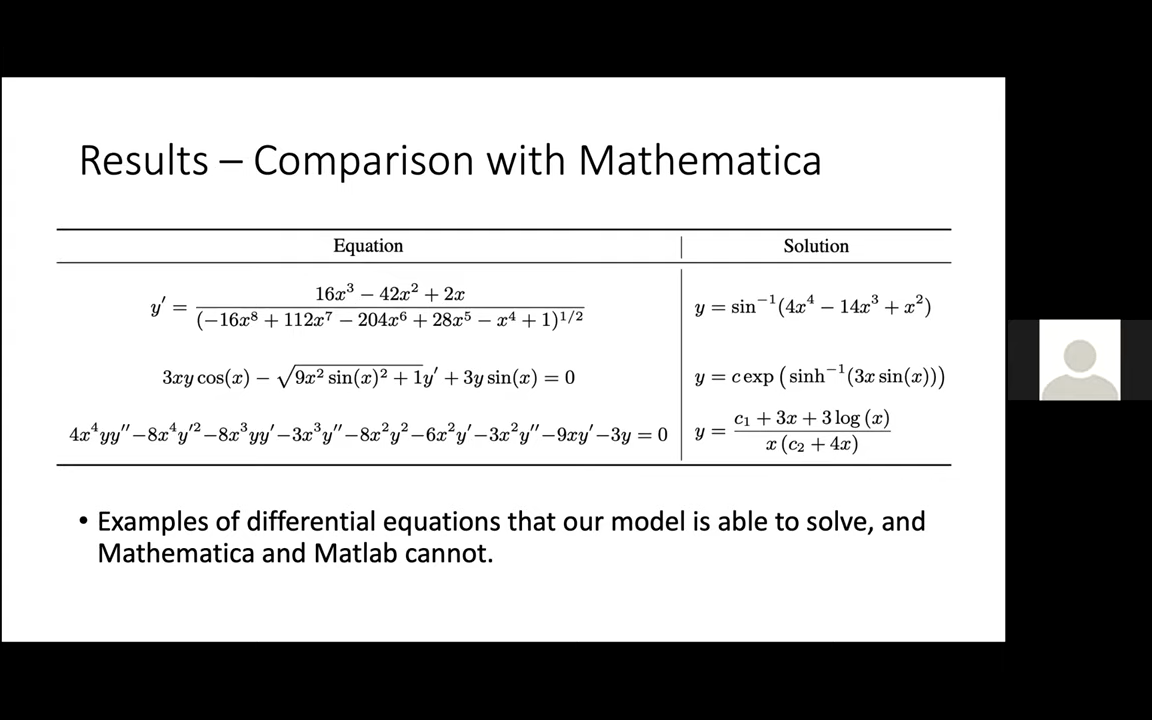 Results – Comparison with Mathematica
Equation Solution
y′ = (16x³ − 42x² + 2x) / (−16x⁸ + 112x⁷ − 204x⁶ + 28x⁵ − x⁴ + 1)^{1/2} y = sin⁻¹(4x⁴ − 14x³ + x²)
3xy cos(x) − √(9x² sin(x)² + 1)y′ + 3y sin(x) = 0 y = c exp (sinh⁻¹(3x sin(x)))
4x⁴yy″−8x⁴y′²−8x³yy′−3x³y″−8x²y²−6x²y′−3x²y″−9xy′−3y = 0 y = (c₁ + 3x + 3 log (x)) / (x (c₂ + 4x))
• Examples of differential equations that our model is able to solve, and
Mathematica and Matlab cannot.